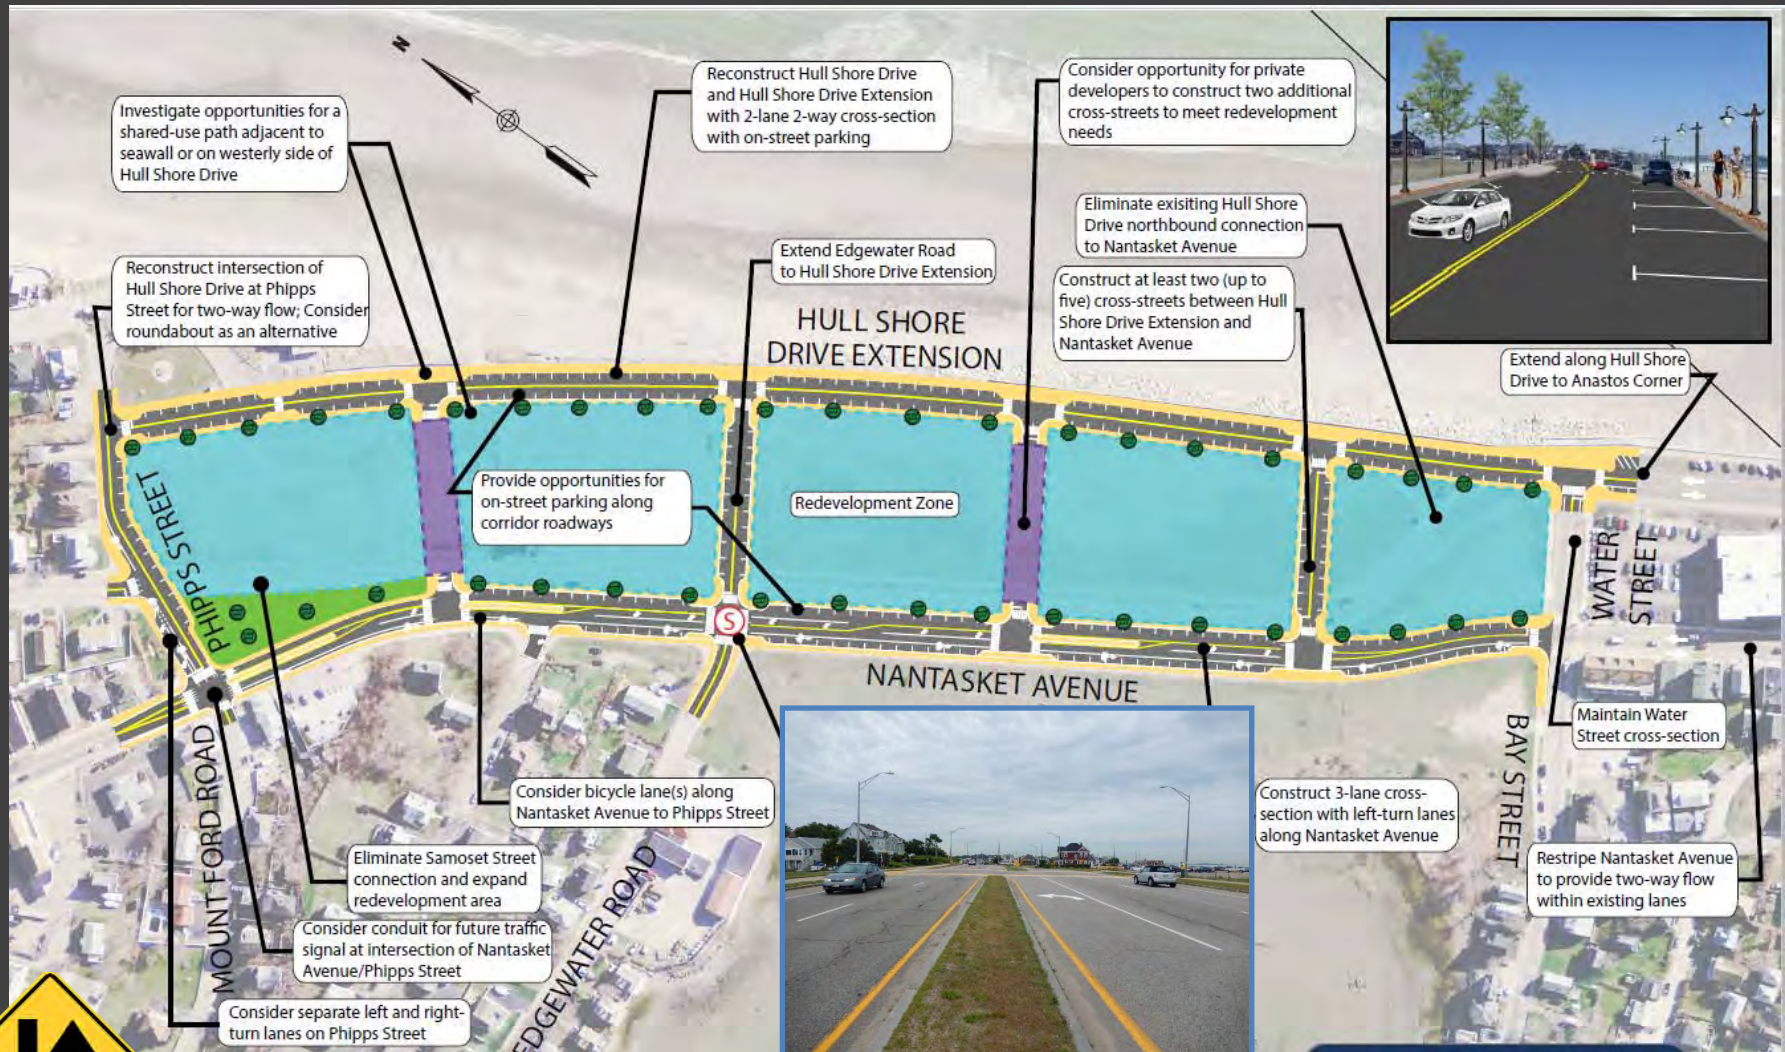 N
Reconstruct Hull Shore Drive
and Hull Shore Drive Extension
with 2-lane 2-way cross-section
with on-street parking
Consider opportunity for private
developers to construct two additional
cross-streets to meet redevelopment
needs
Investigate opportunities for a
shared-use path adjacent to
seawall or on westerly side of
Hull Shore Drive
Eliminate exisiting Hull Shore
Drive northbound connection
to Nantasket Avenue
Extend Edgewater Road
to Hull Shore Drive Extension
Reconstruct intersection of
Hull Shore Drive at Phipps
Street for two-way flow; Consider
roundabout as an alternative
Construct at least two (up to
five) cross-streets between Hull
Shore Drive Extension and
Nantasket Avenue
HULL SHORE
DRIVE EXTENSION
Extend along Hull Shore
Drive to Anastos Corner
Provide opportunities for
on-street parking along
corridor roadways
Redevelopment Zone
PHIPPS STREET
WATER
STREET
S
NANTASKET AVENUE
Maintain Water
Street cross-section
BAY STREET
MOUNT FORD ROAD
Consider bicycle lane(s) along
Nantasket Avenue to Phipps Street
Construct 3-lane cross-
section with left-turn lanes
along Nantasket Avenue
Eliminate Samoset Street
connection and expand
redevelopment area
Restripe Nantasket Avenue
to provide two-way flow
within existing lanes
EDGEWATER ROAD
Consider conduit for future traffic
signal at intersection of Nantasket
Avenue/Phipps Street
Consider separate left and right-
turn lanes on Phipps Street